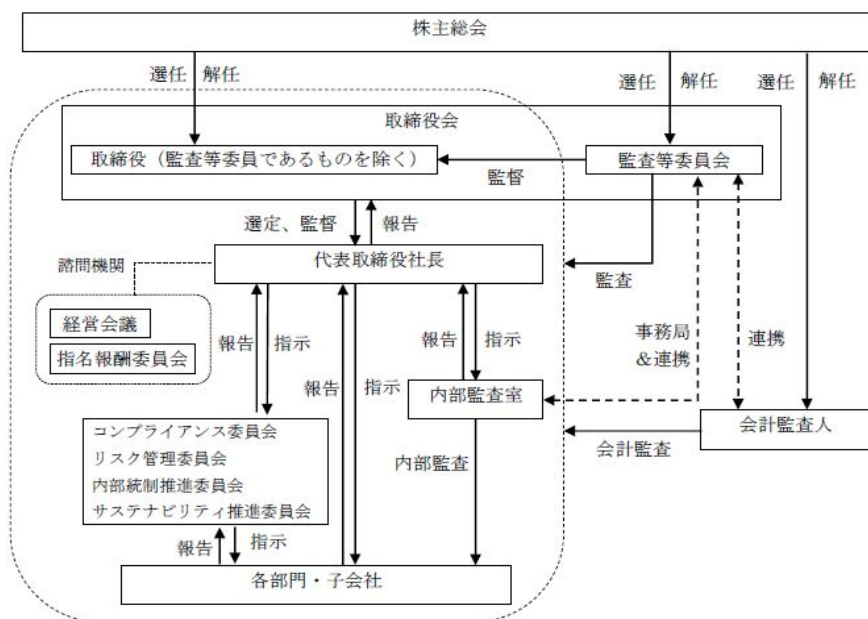 株主総会
選任 解任
選任 解任
選任 解任
取締役会
取締役（監査等委員であるものを除く）
監査等委員会
監督
選定、監督
報告
代表取締役社長
諮問機関
監査
経営会議
指名報酬委員会
報告
指示
報告
指示
報告
指示
事務局
＆連携
連携
内部監査室
会計監査人
コンプライアンス委員会
リスク管理委員会
内部統制推進委員会
サステナビリティ推進委員会
内部監査
会計監査
報告
指示
各部門・子会社